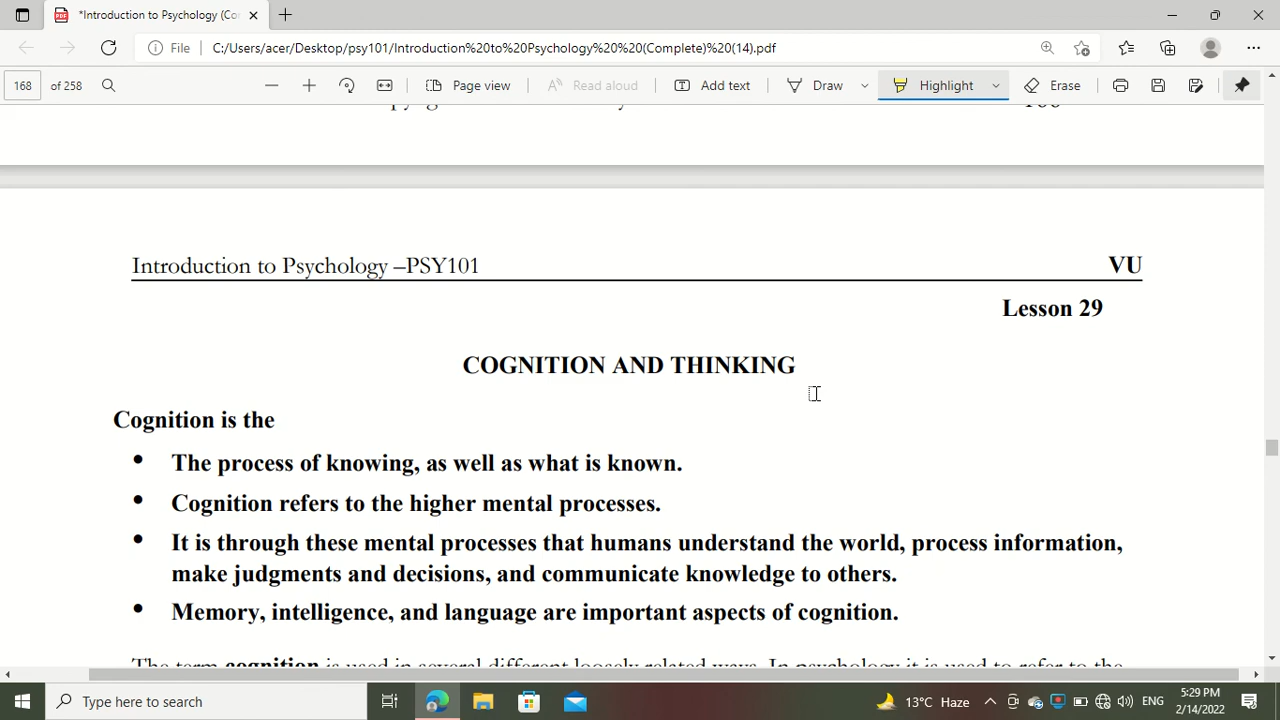 *Introduction to Psychology (Co
File C:/Users/acer/Desktop/psy101/Introduction%20to%20Psychology%20%20(Complete)%20(14).pdf
168 of 258 Page view Read aloud Add text Draw Highlight Erase
Introduction to Psychology –PSY101 VU
Lesson 29
COGNITION AND THINKING
Cognition is the
• The process of knowing, as well as what is known.
• Cognition refers to the higher mental processes.
• It is through these mental processes that humans understand the world, process information,
make judgments and decisions, and communicate knowledge to others.
• Memory, intelligence, and language are important aspects of cognition.
The term cognition is used in several different loosely related ways. In psychology it is used to refer to the
Type here to search 13°C Haze ENG 5:29 PM
2/14/2022